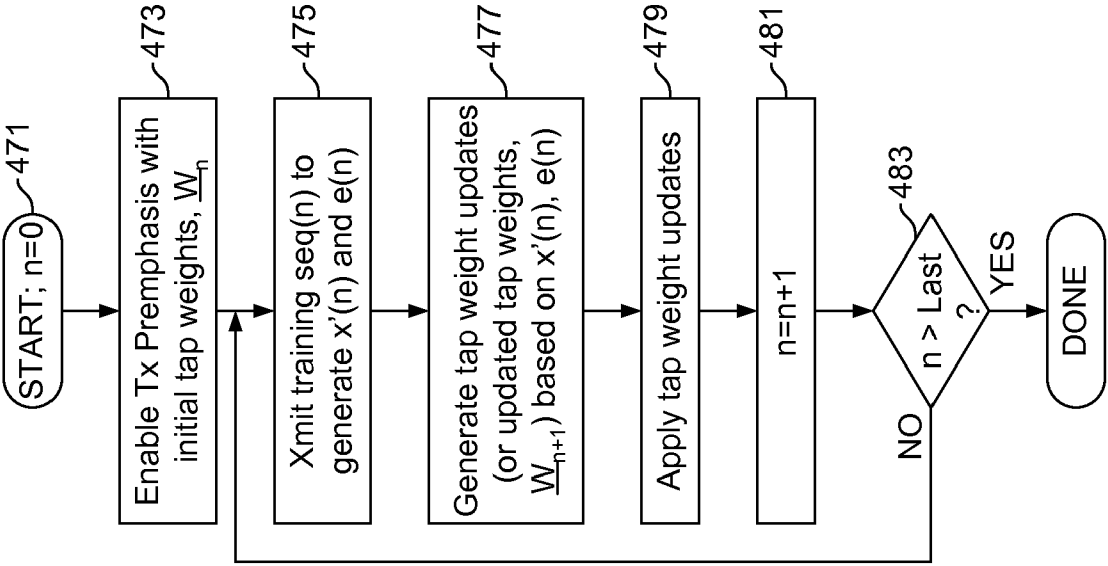 START; n=0
471
Enable Tx Premphasis with
initial tap weights, W_n
473
Xmit training seq(n) to
generate x'(n) and e(n)
475
Generate tap weight updates
(or updated tap weights,
W_n+1) based on x'(n), e(n)
477
Apply tap weight updates
479
n=n+1
481
n > Last
?
483
NO
YES
DONE